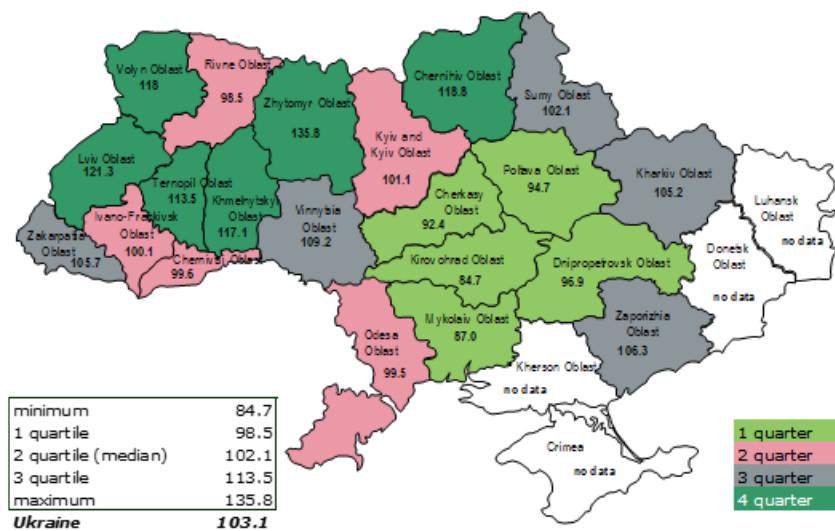 Volyn Oblast
118
Rivne Oblast
98.5
Zhytomyr Oblast
135.8
Kyiv and
Kyiv Oblast
101.1
Chernihiv Oblast
118.8
Sumy Oblast
102.1
Lviv Oblast
121.3
Ternopil Oblast
113.5
Khmelnytskyi
Oblast
117.1
Vinnytsia
Oblast
109.2
Cherkasy
Oblast
92.4
Poltava Oblast
94.7
Kharkiv Oblast
105.2
Luhansk
Oblast
no data
Zakarpattia
Oblast
105.7
Ivano-Frankivsk
Oblast
100.1
Chernivtsi Oblast
99.6
Kirovohrad Oblast
84.7
Dnipropetrovsk Oblast
96.9
Donetsk
Oblast
no data
Odesa
Oblast
99.5
Mykolaiv Oblast
87.0
Zaporizhia
Oblast
106.3
Kherson Oblast
no data
Crimea
no data
minimum 84.7
1 quartile 98.5
2 quartile (median) 102.1
3 quartile 113.5
maximum 135.8
Ukraine 103.1
1 quarter
2 quarter
3 quarter
4 quarter